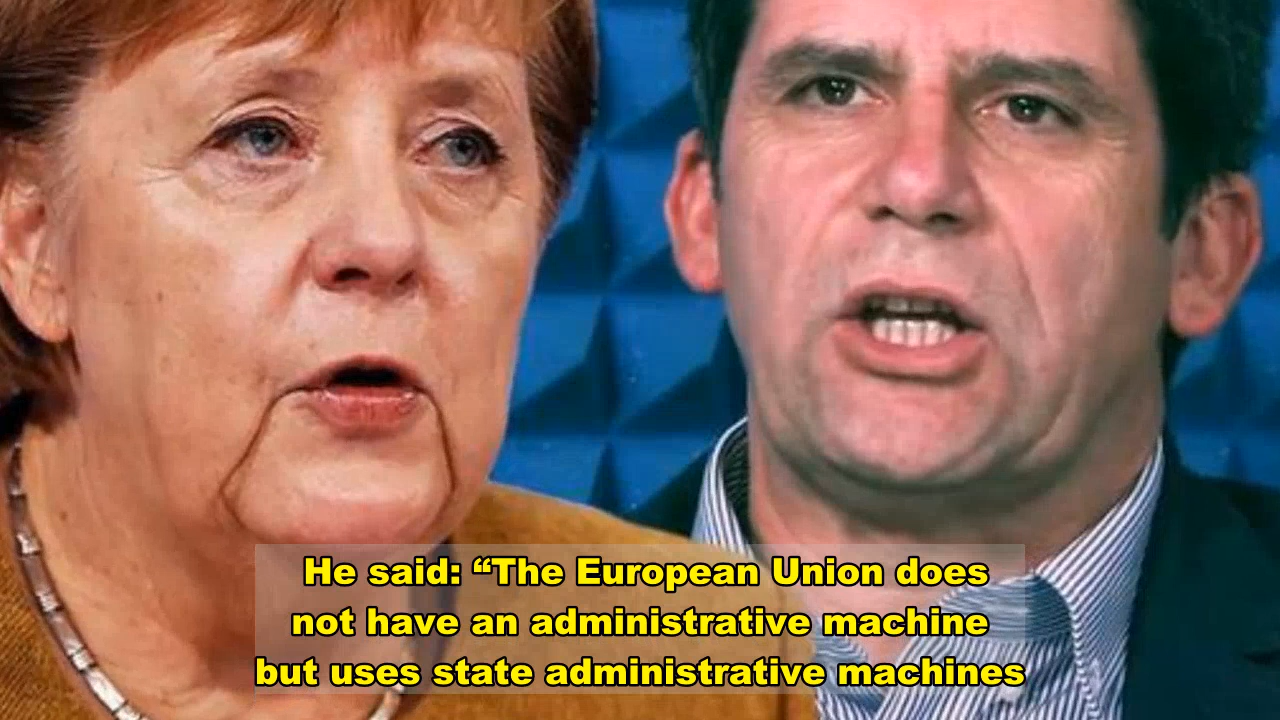 He said: “The European Union does
not have an administrative machine
but uses state administrative machines